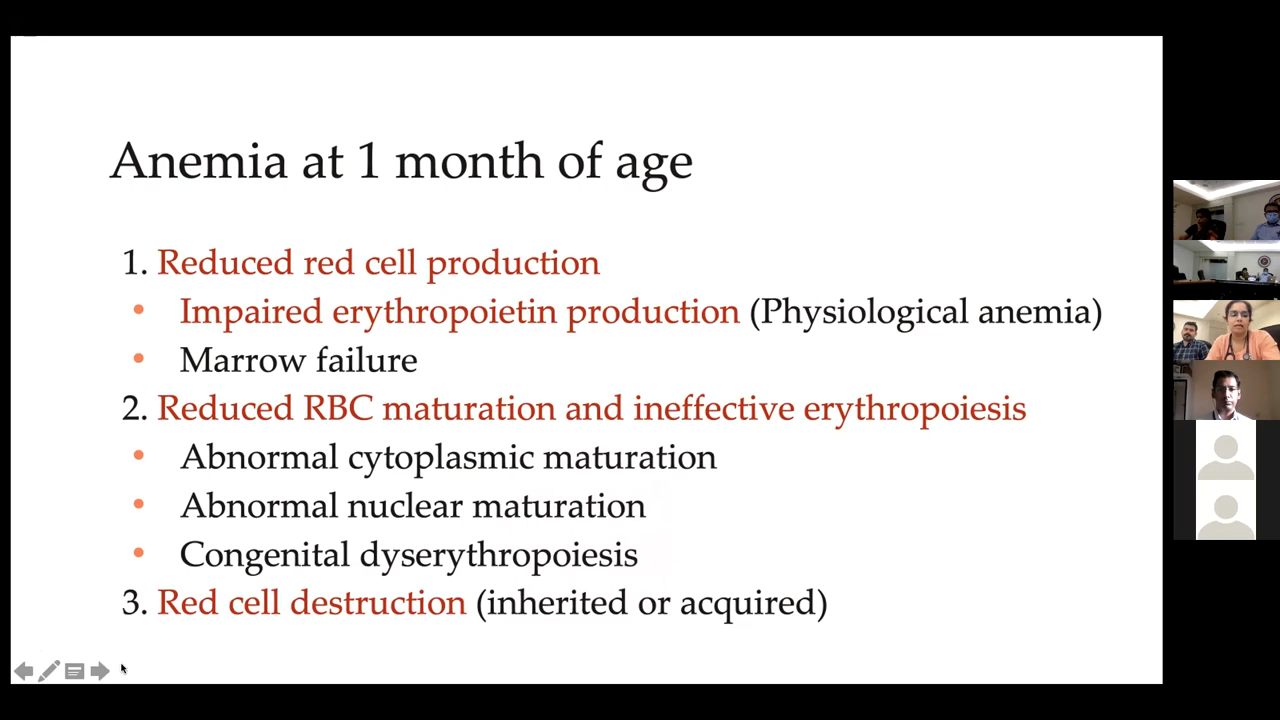 Anemia at 1 month of age
1. Reduced red cell production
• Impaired erythropoietin production (Physiological anemia)
• Marrow failure
2. Reduced RBC maturation and ineffective erythropoiesis
• Abnormal cytoplasmic maturation
• Abnormal nuclear maturation
• Congenital dyserythropoiesis
3. Red cell destruction (inherited or acquired)